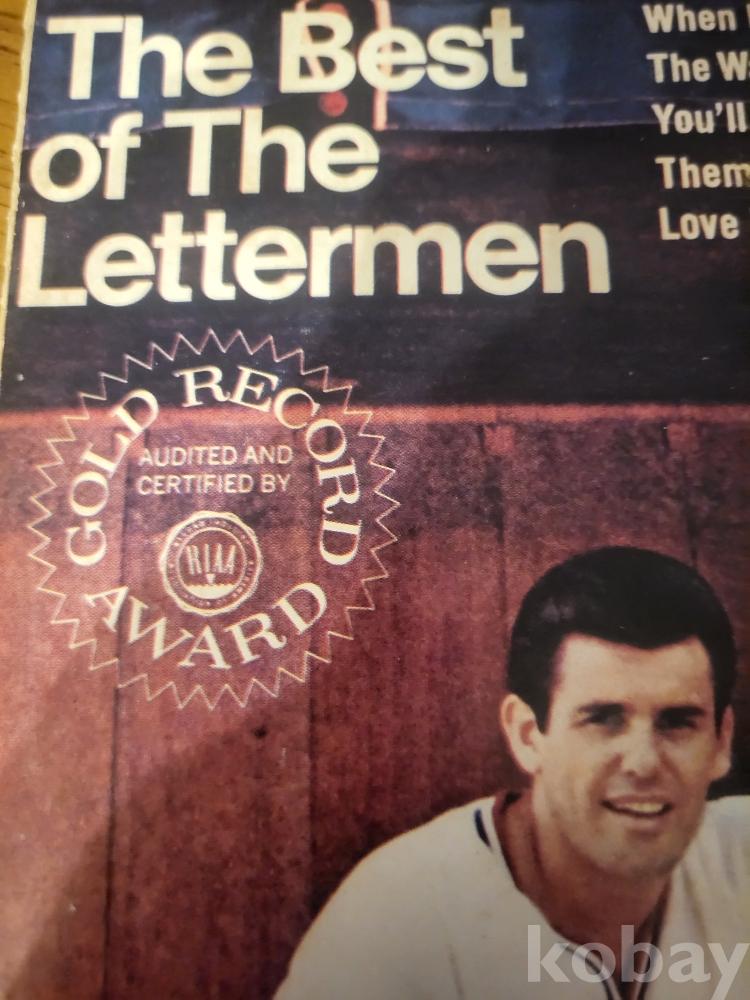 The Best
of The
Lettermen
When
The W
You'll
Them
Love
GOLD RECORD
AUDITED AND
CERTIFIED BY
RIAA
AWARD
kobay